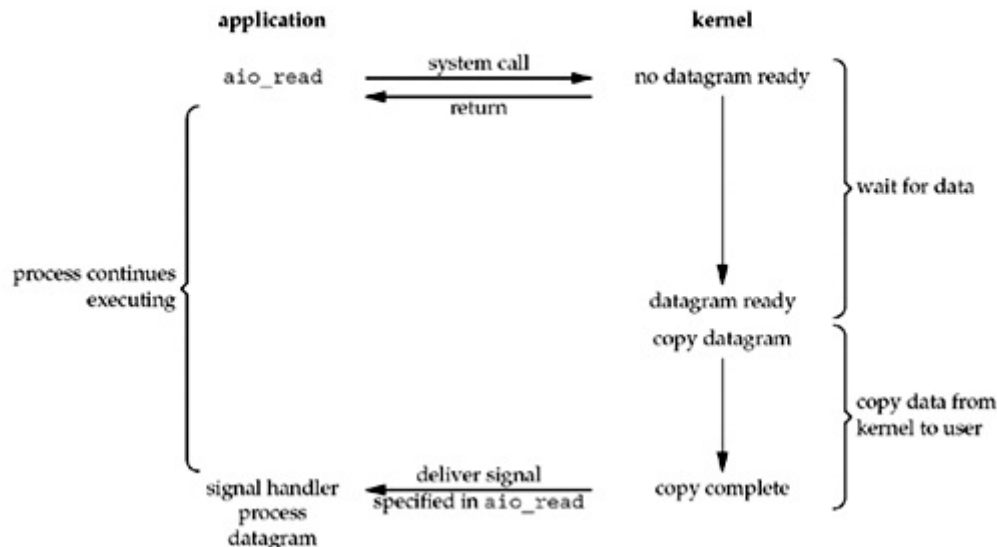 application
kernel
aio_read
system call
no datagram ready
return
wait for data
process continues
executing
datagram ready
copy datagram
copy data from
kernel to user
deliver signal
signal handler
specified in aio_read
copy complete
process
datagram